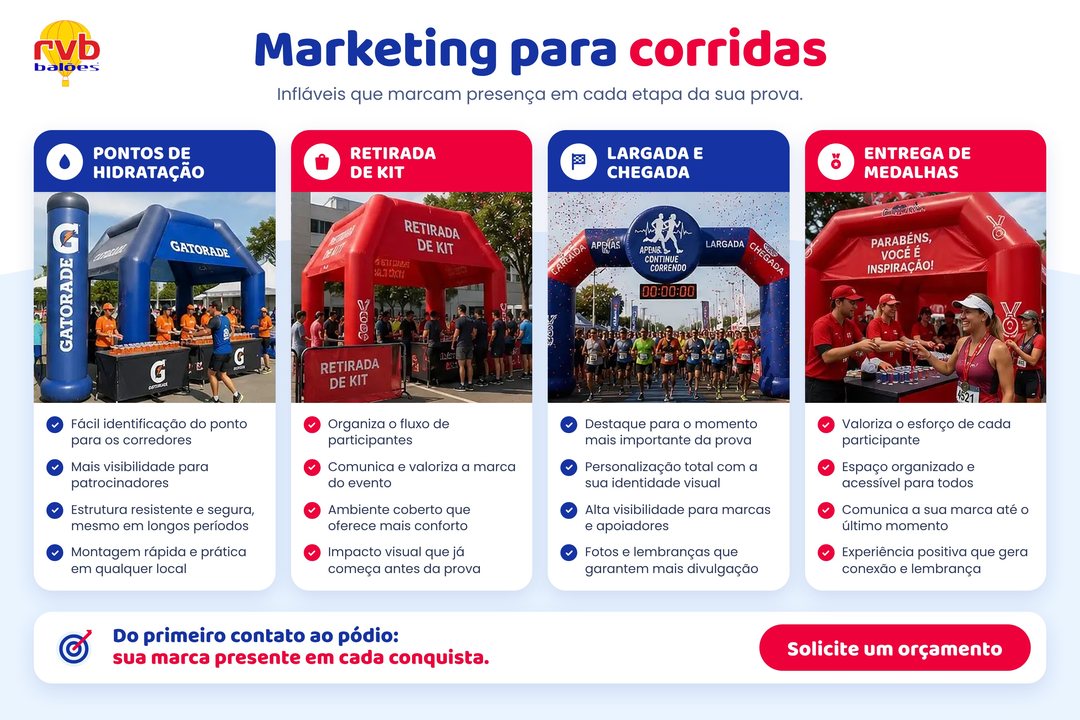 rvb
balões
Marketing para corridas
Infláveis que marcam presença em cada etapa da sua prova.
PONTOS DE
HIDRATAÇÃO
GATORADE
GATORADE
GATORADE
G
G
GATORADE
G
Fácil identificação do ponto
para os corredores
Mais visibilidade para
patrocinadores
Estrutura resistente e segura,
mesmo em longos períodos
Montagem rápida e prática
em qualquer local
RETIRADA
DE KIT
RETIRADA
DE KIT
RETIRADA
DE KIT
RETIRADA
DE KIT
Organiza o fluxo de
participantes
Comunica e valoriza a marca
do evento
Ambiente coberto que
oferece mais conforto
Impacto visual que já
começa antes da prova
LARGADA E
CHEGADA
LARGADA
APENAS
APENAS
CONTINUE
CORRENDO
LARGADA
CHEGADA
00:00:00
Destaque para o momento
mais importante da prova
Personalização total com a
sua identidade visual
Alta visibilidade para marcas
e apoiadores
Fotos e lembranças que
garantem mais divulgação
ENTREGA DE
MEDALHAS
PARABÉNS,
VOCÊ É
INSPIRAÇÃO!
4521
Valoriza o esforço de cada
participante
Espaço organizado e
acessível para todos
Comunica a sua marca até o
último momento
Experiência positiva que gera
conexão e lembrança
Do primeiro contato ao pódio:
sua marca presente em cada conquista.
Solicite um orçamento